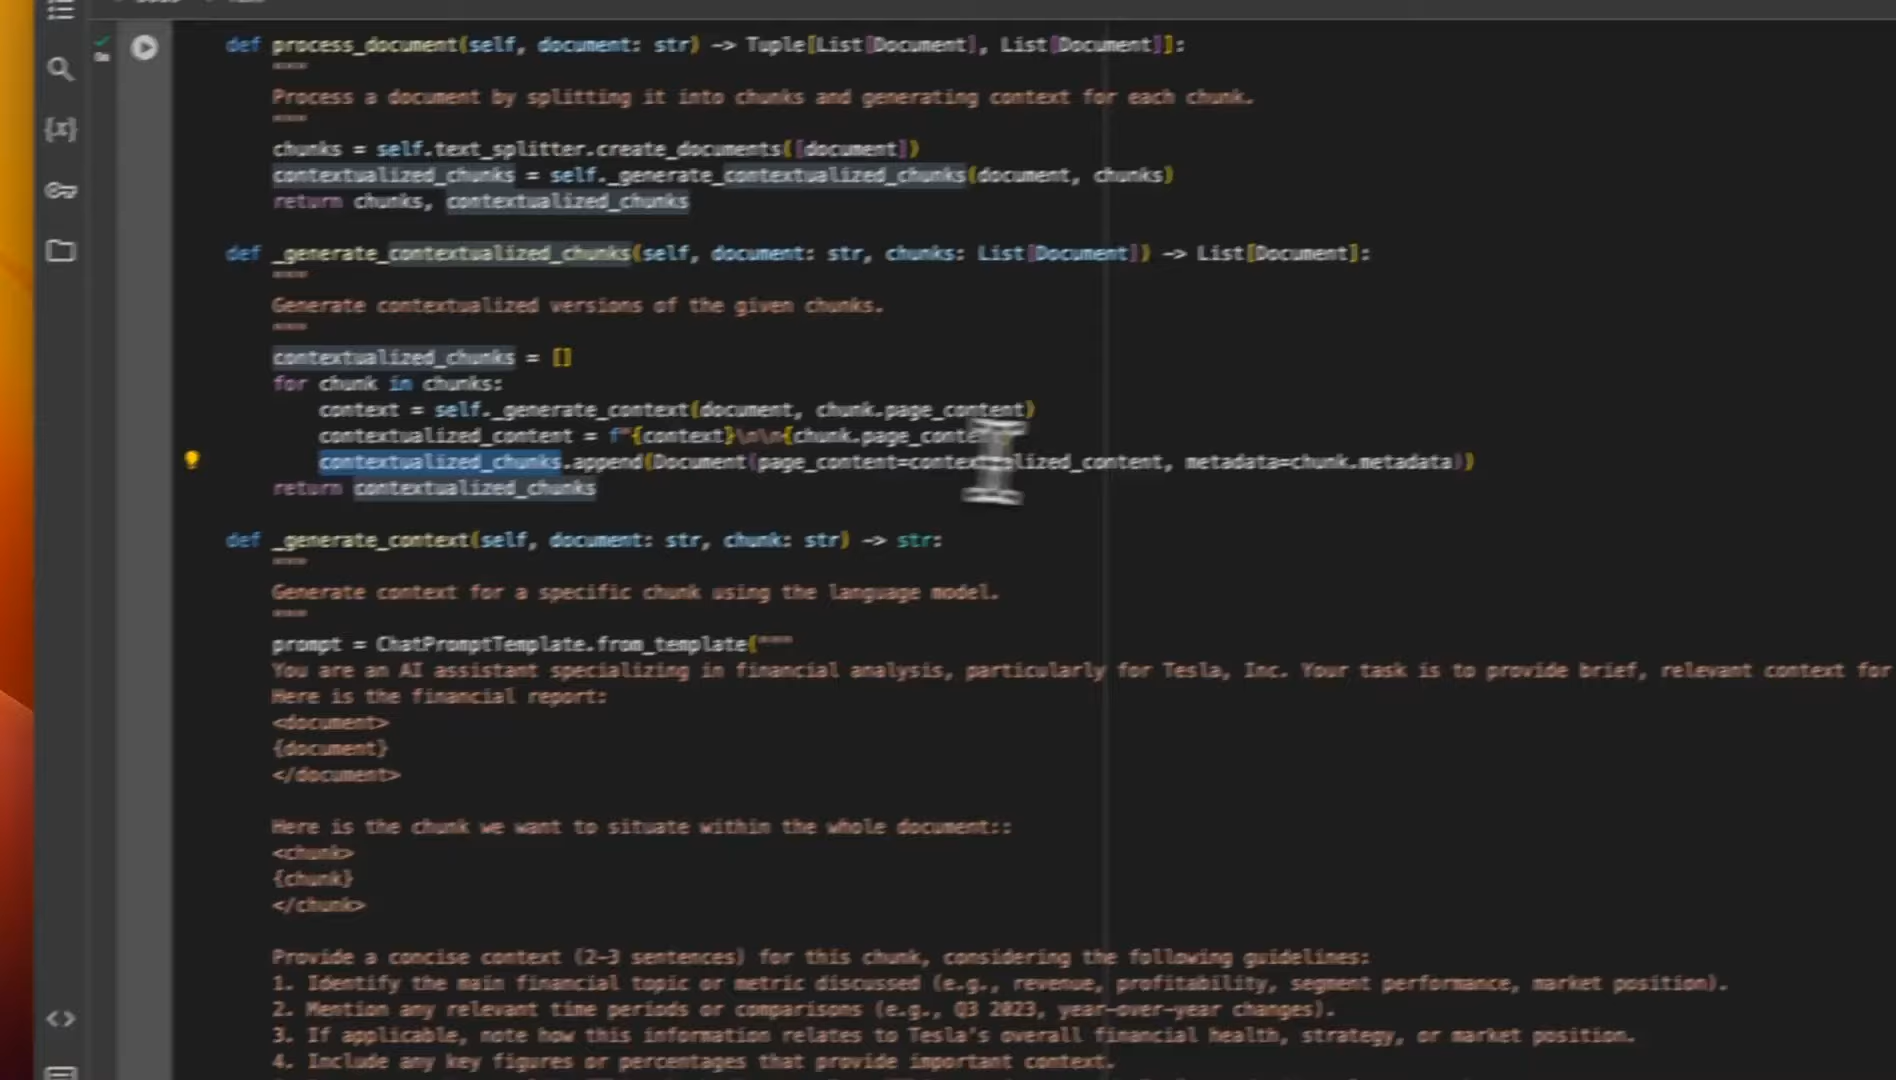 def process_document(self, document: str) -> Tuple[List[Document], List[Document]]:
"""
Process a document by splitting it into chunks and generating context for each chunk.
"""
chunks = self.text_splitter.create_documents([document])
contextualized_chunks = self._generate_contextualized_chunks(document, chunks)
return chunks, contextualized_chunks
def _generate_contextualized_chunks(self, document: str, chunks: List[Document]) -> List[Document]:
"""
Generate contextualized versions of the given chunks.
"""
contextualized_chunks = []
for chunk in chunks:
context = self._generate_context(document, chunk.page_content)
contextualized_content = f"{context}\n\n{chunk.page_conte
contextualized_chunks.append(Document(page_content=contextualized_content, metadata=chunk.metadata))
return contextualized_chunks
def _generate_context(self, document: str, chunk: str) -> str:
"""
Generate context for a specific chunk using the language model.
"""
prompt = ChatPromptTemplate.from_template("""
You are an AI assistant specializing in financial analysis, particularly for Tesla, Inc. Your task is to provide brief, relevant context for
Here is the financial report:
<document>
{document}
</document>
Here is the chunk we want to situate within the whole document::
<chunk>
{chunk}
</chunk>
Provide a concise context (2-3 sentences) for this chunk, considering the following guidelines:
1. Identify the main financial topic or metric discussed (e.g., revenue, profitability, segment performance, market position).
2. Mention any relevant time periods or comparisons (e.g., Q3 2023, year-over-year changes).
3. If applicable, note how this information relates to Tesla's overall financial health, strategy, or market position.
4. Include any key figures or percentages that provide important context.